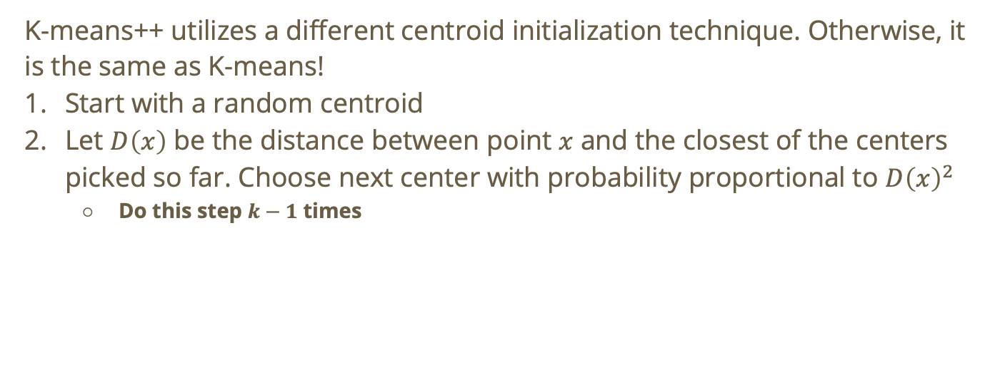 K-means++ utilizes a different centroid initialization technique. Otherwise, it
is the same as K-means!
1. Start with a random centroid
2. Let D(x) be the distance between point x and the closest of the centers
picked so far. Choose next center with probability proportional to D(x)²
○ Do this step k − 1 times